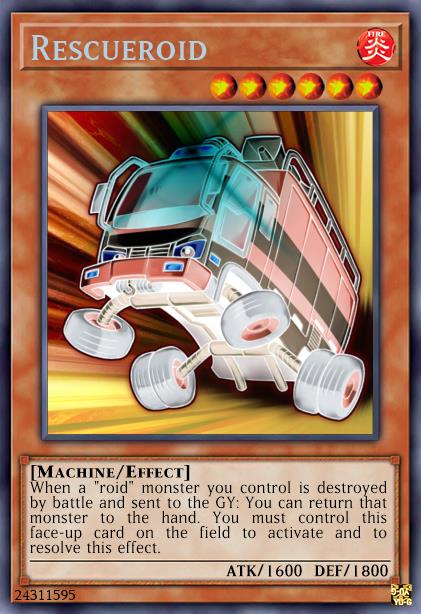 RESCUEROID
FIRE
炎
[MACHINE/EFFECT]
When a "roid" monster you control is destroyed
by battle and sent to the GY: You can return that
monster to the hand. You must control this
face-up card on the field to activate and to
resolve this effect.
ATK/1600 DEF/1800
24311595